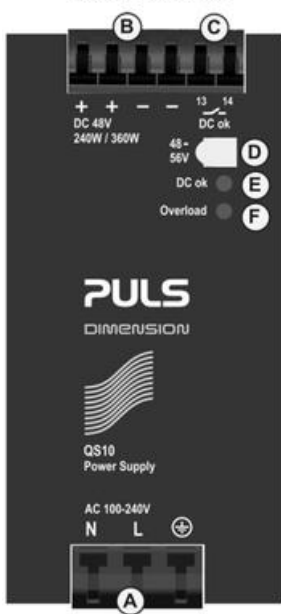 B C
+ + − − 13 14
DC 48V DC ok
240W / 360W
48-
56V D
DC ok E
Overload F
PULS
DIMENSION
QS10
Power Supply
AC 100-240V
N L
A